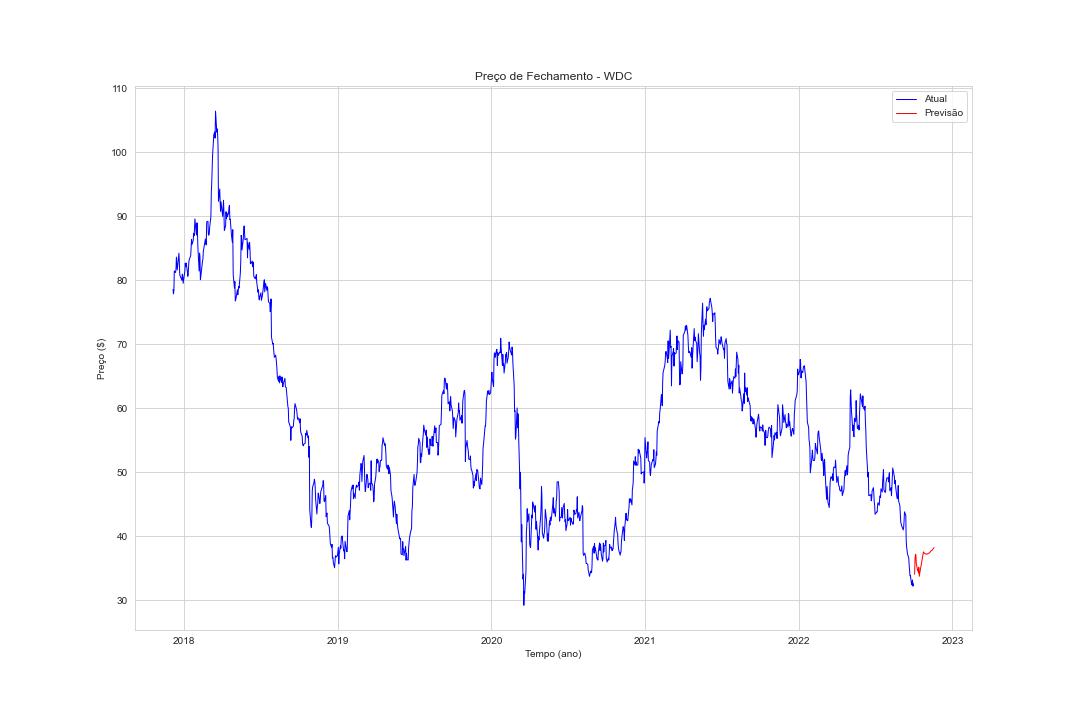 Preço de Fechamento - WDC
Atual
Previsão
110
100
90
80
70
60
50
40
30
Preço ($)
2018 2019 2020 2021 2022 2023
Tempo (ano)